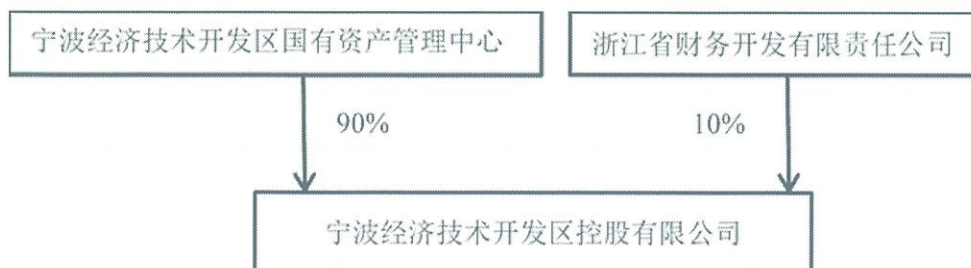 宁波经济技术开发区国有资产管理中心
浙江省财务开发有限责任公司
90%
10%
宁波经济技术开发区控股有限公司